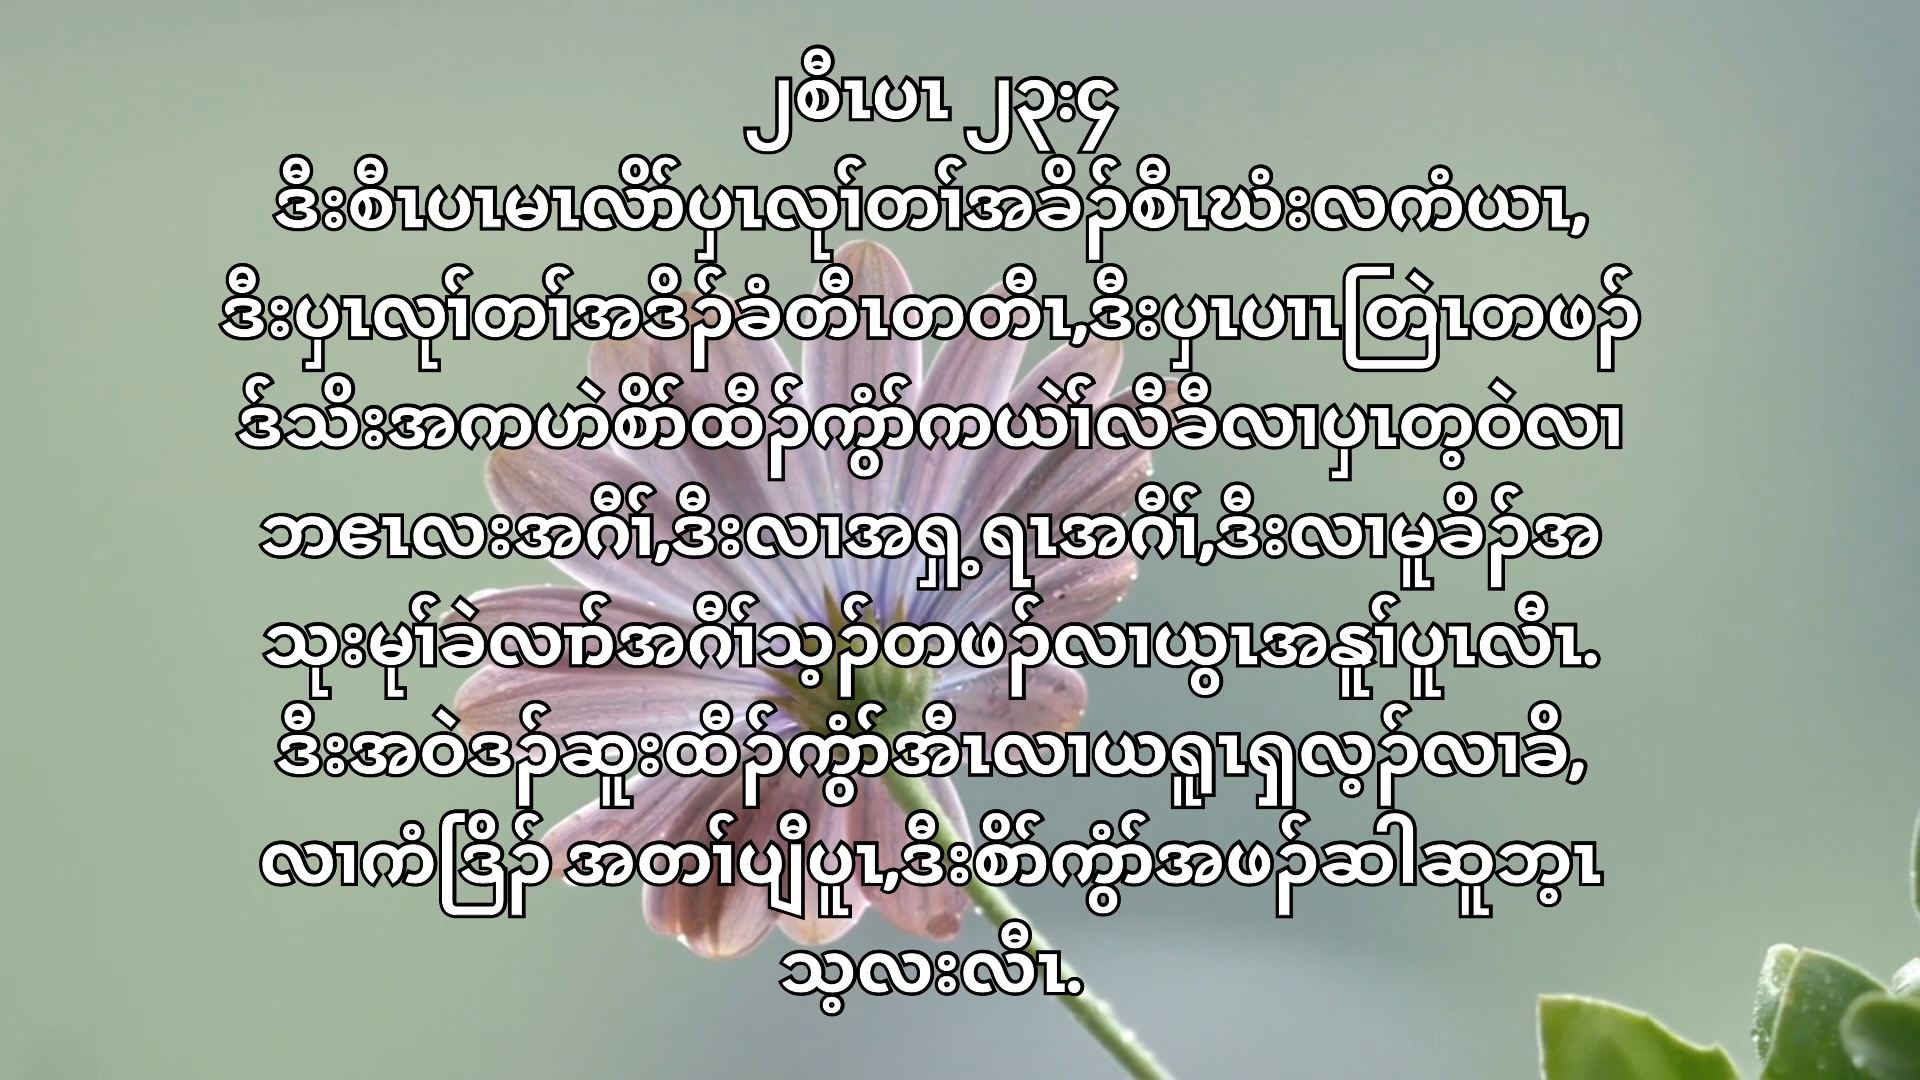 ၂စီၤပၤ ၂၃း၄
ဒီးစီၤပၤမၤလိာ်ပှၤလုၢ်တၢ်အခိၣ်စီၤဃံးလကံယၤ,
ဒီးပှၤလုၢ်တၢ်အဒိၣ်ခံတီၤတတီၤ,ဒီးပှၤပၢၤတြဲၤတဖၣ်
ဒ်သိးအကဟဲစိာ်ထီၣ်ကွံာ်ကယဲၢ်လီခီလၢပှၤတ့ဝဲလၢ
ဘဧၤလးအဂီၢ်,ဒီးလၢအရှ့ရၤအဂီၢ်,ဒီးလၢမူခိၣ်အ
သုးမုၢ်ခဲလၢာ်အဂီၢ်သ့ၣ်တဖၣ်လၢယွၤအနူၢ်ပူၤလီၤ.
ဒီးအဝဲဒၣ်ဆူးထီၣ်ကွံာ်အီၤလၢယရူၤရှလ့ၣ်လၢခိ,
လၢကံဒြိၣ် အတၢ်ပျီပူၤ,ဒီးစိာ်ကွံာ်အဖၣ်ဆါဆူဘ့ၤ
သ့လးလီၤ.